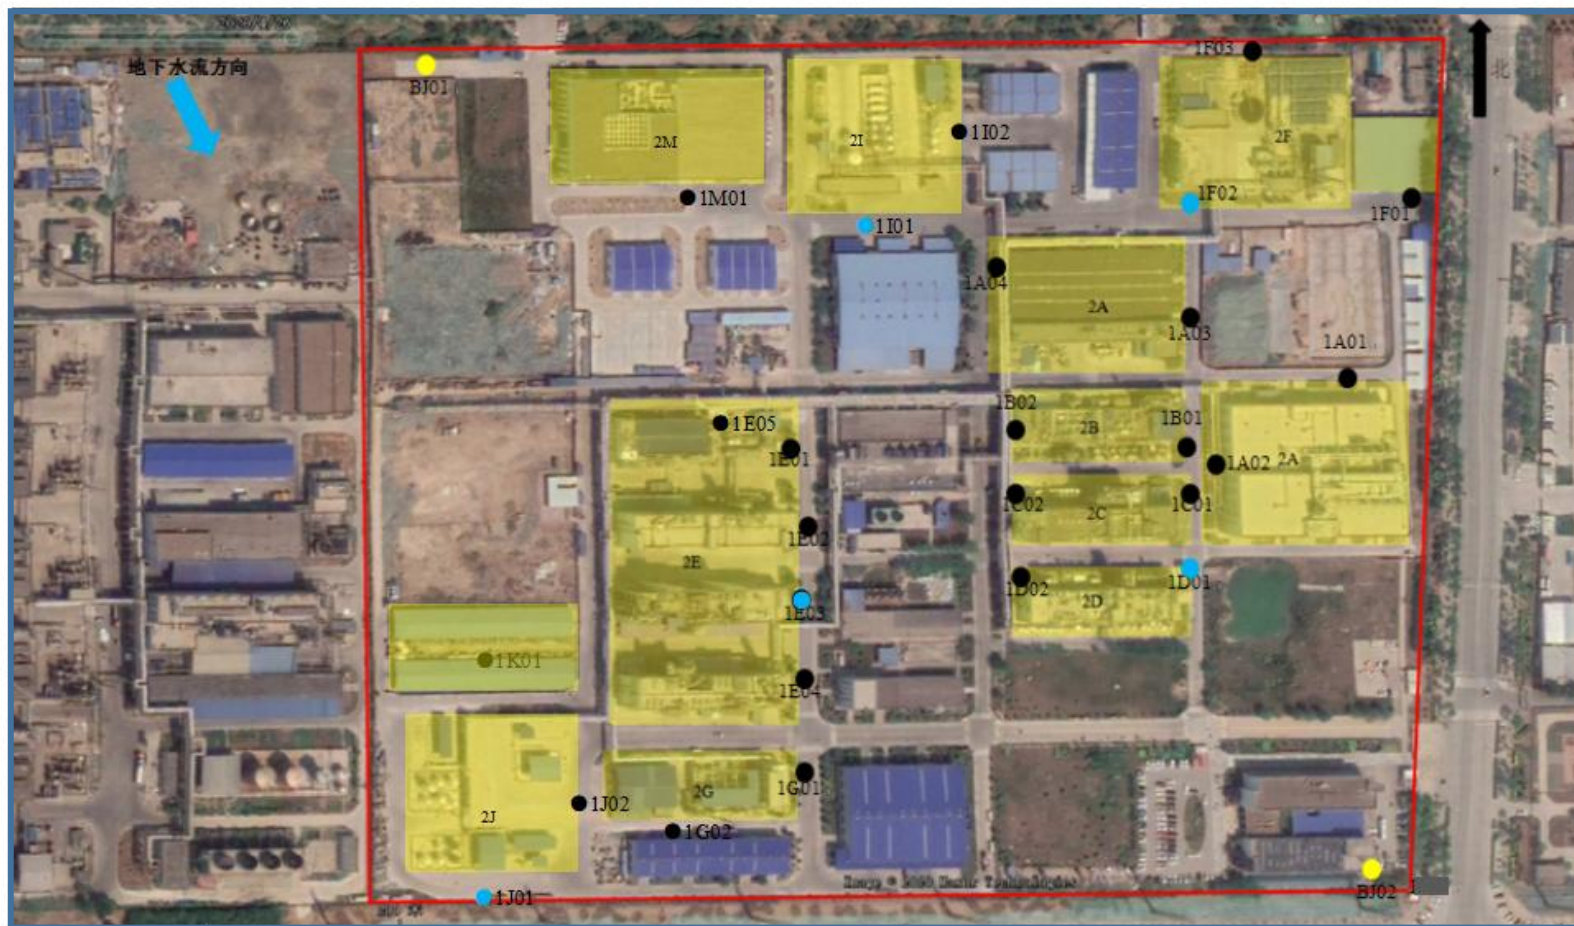 地下水流方向
北
BJ01
1F03
2M
2I
1I02
2F
1M01
1I01
1F02
1F01
1A04
2A
1A03
1A01
1B02
2B
1B01
1E05
1E01
1A02
2A
1C02
2C
1C01
1E02
2E
1D02
2D
1D01
1E03
1K01
1E04
1G01
2G
1J02
2J
1G02
1J01
BJ02